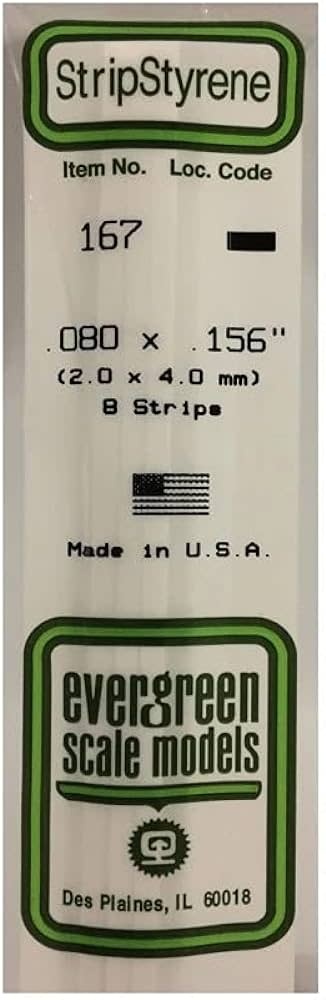 StripStyrene
Item No. Loc. Code
167
.080 x .156"
(2.0 x 4.0 mm)
8 Strips
Made in U.S.A.
evergreen
scale models
Des Plaines, IL 60018